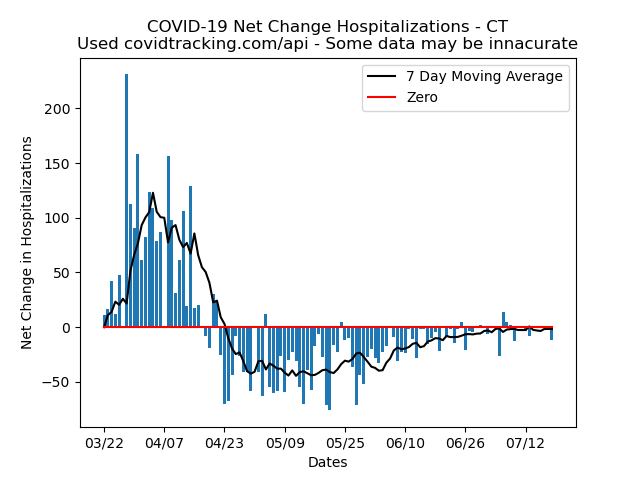 COVID-19 Net Change Hospitalizations - CT
Used covidtracking.com/api - Some data may be innacurate
7 Day Moving Average
Zero
Net Change in Hospitalizations
200
150
100
50
0
−50
03/22 04/07 04/23 05/09 05/25 06/10 06/26 07/12
Dates